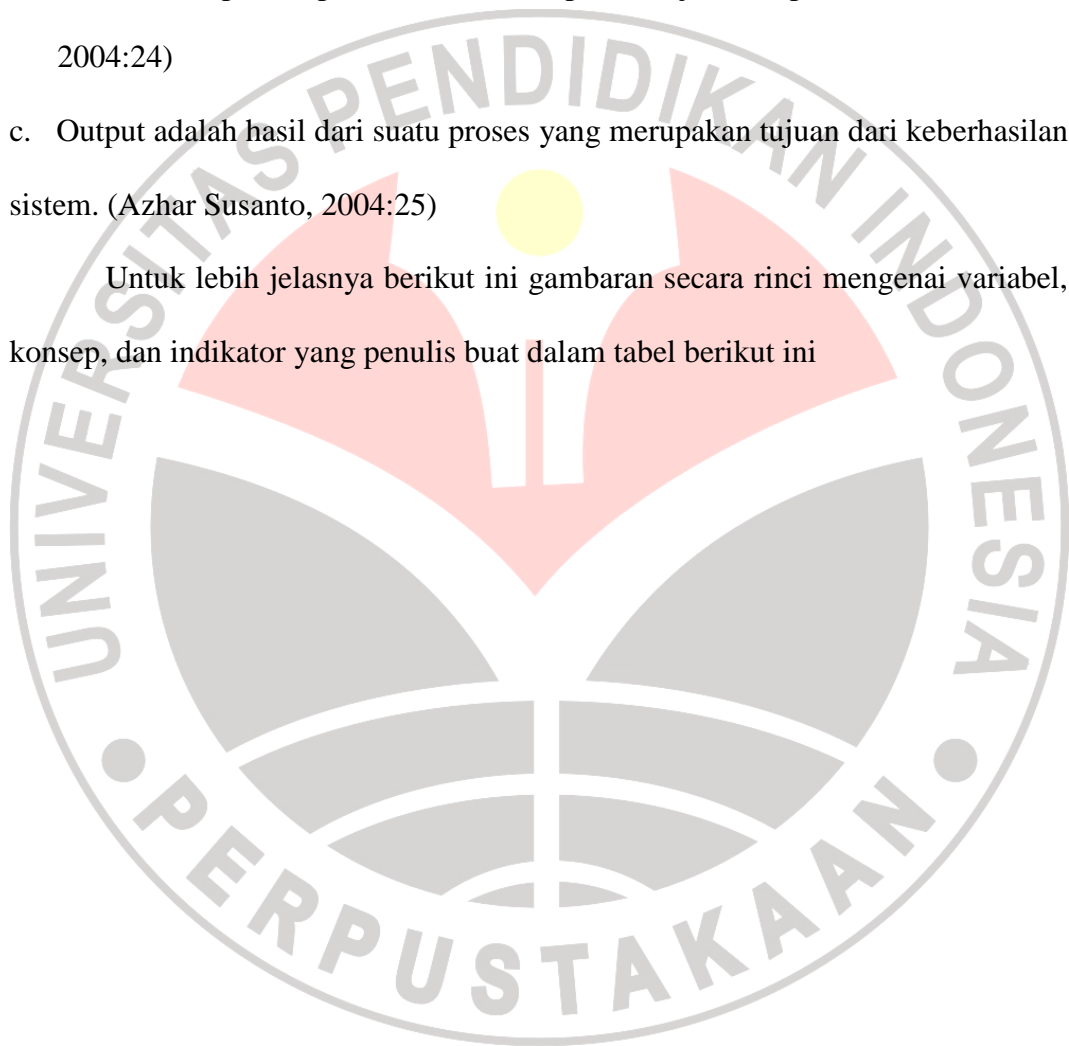 2004:24)
c. Output adalah hasil dari suatu proses yang merupakan tujuan dari keberhasilan
sistem. (Azhar Susanto, 2004:25)
Untuk lebih jelasnya berikut ini gambaran secara rinci mengenai variabel,
konsep, dan indikator yang penulis buat dalam tabel berikut ini
UNIVERSITAS PENDIDIKAN INDONESIA
PERPUSTAKAAN